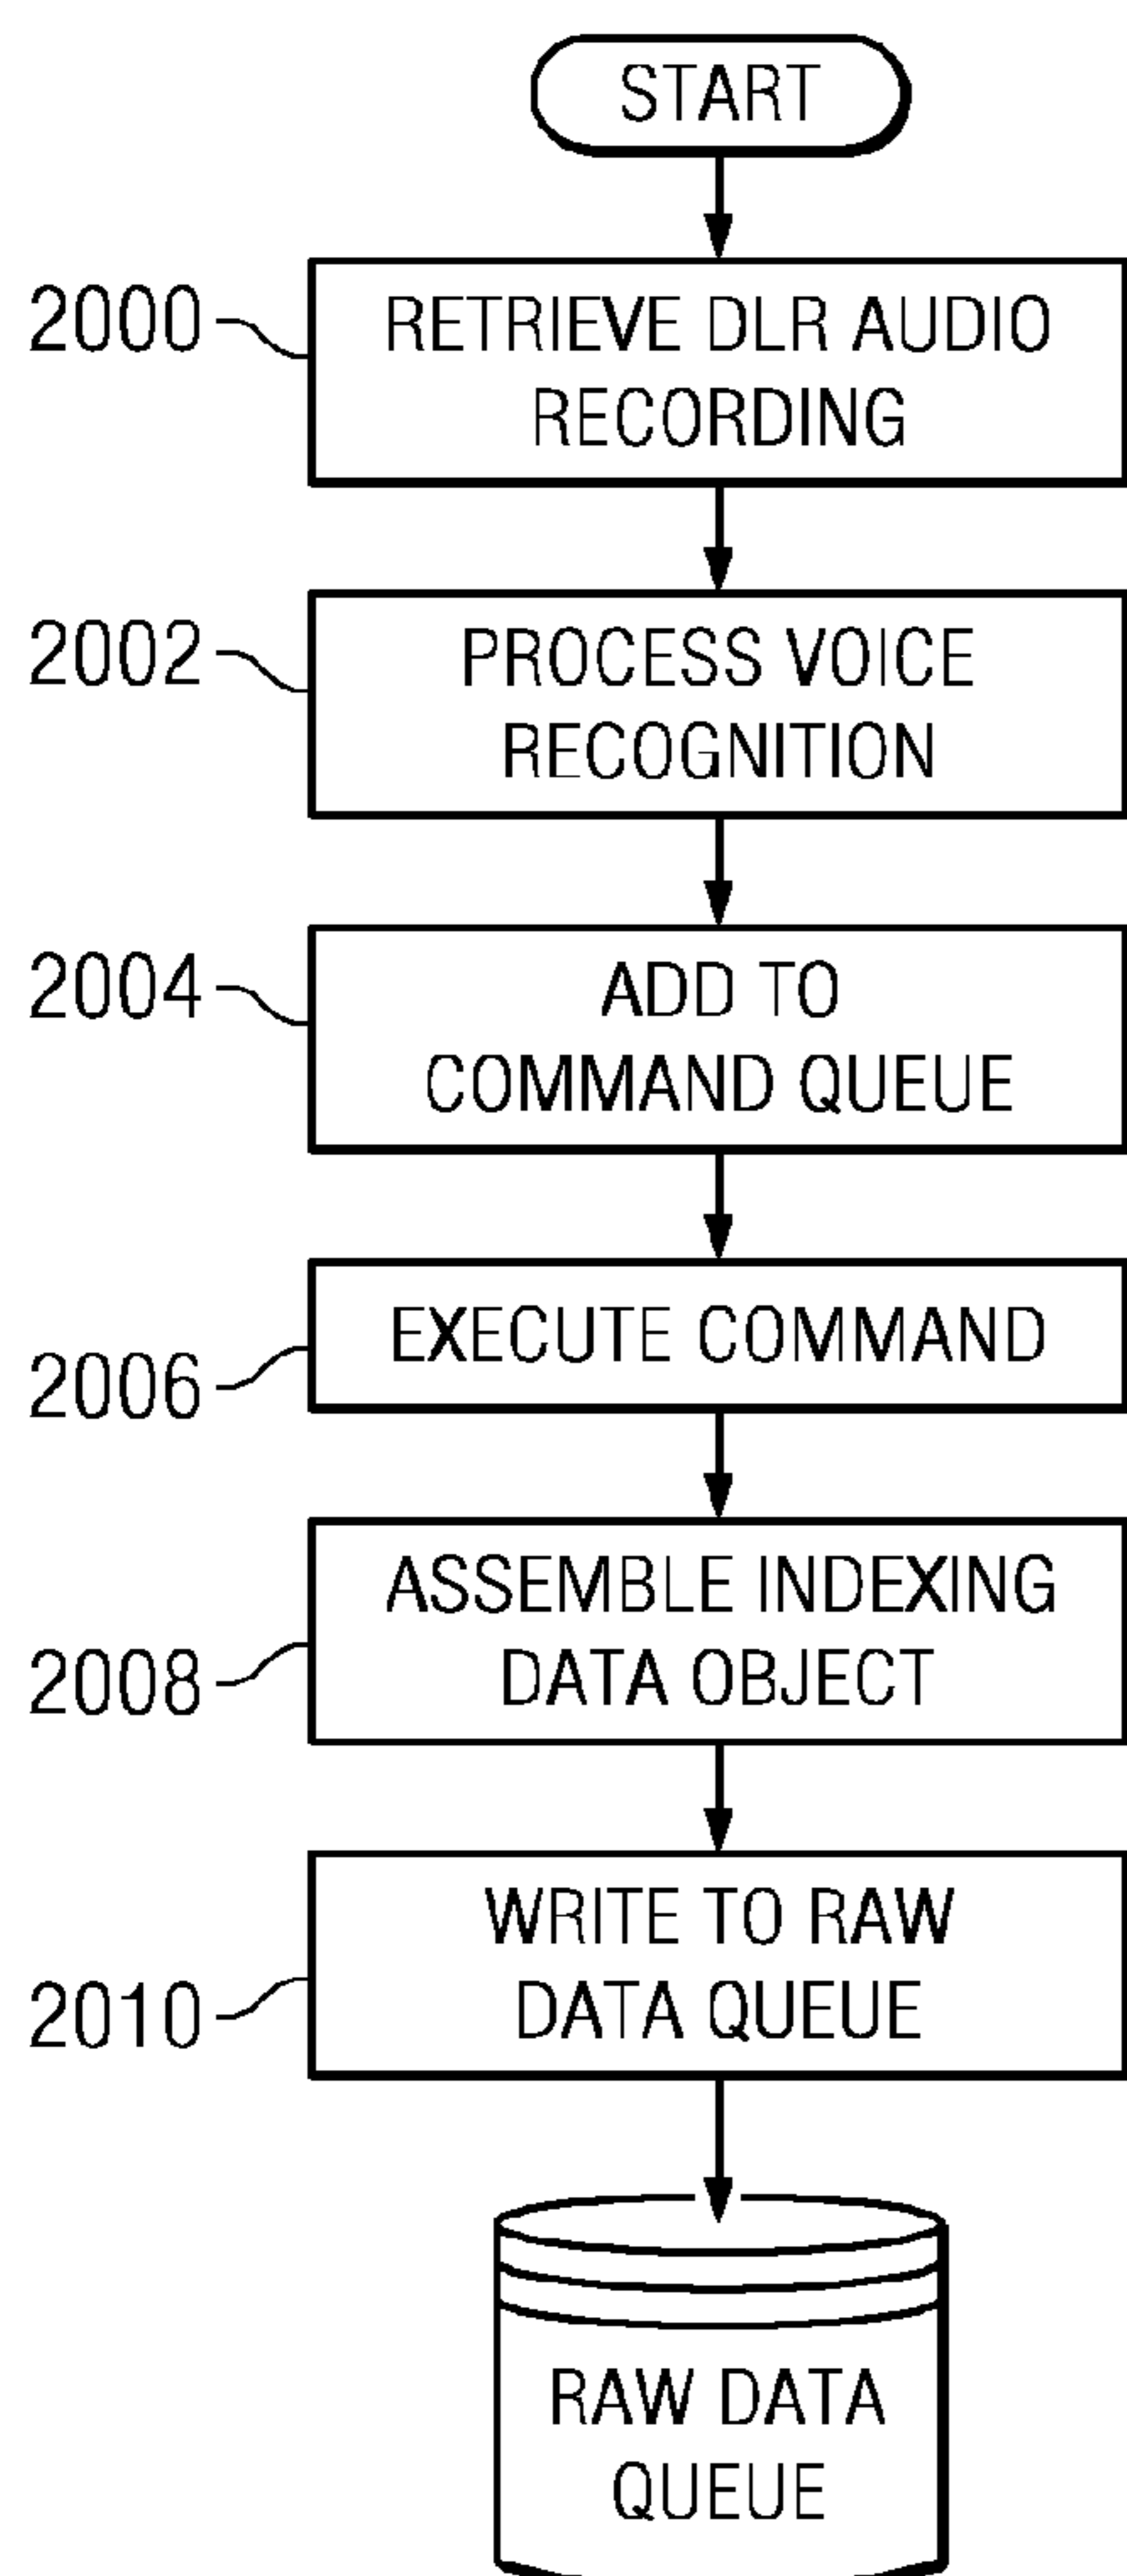 START
2000
RETRIEVE DLR AUDIO
RECORDING
2002
PROCESS VOICE
RECOGNITION
2004
ADD TO
COMMAND QUEUE
2006
EXECUTE COMMAND
2008
ASSEMBLE INDEXING
DATA OBJECT
2010
WRITE TO RAW
DATA QUEUE
RAW DATA
QUEUE